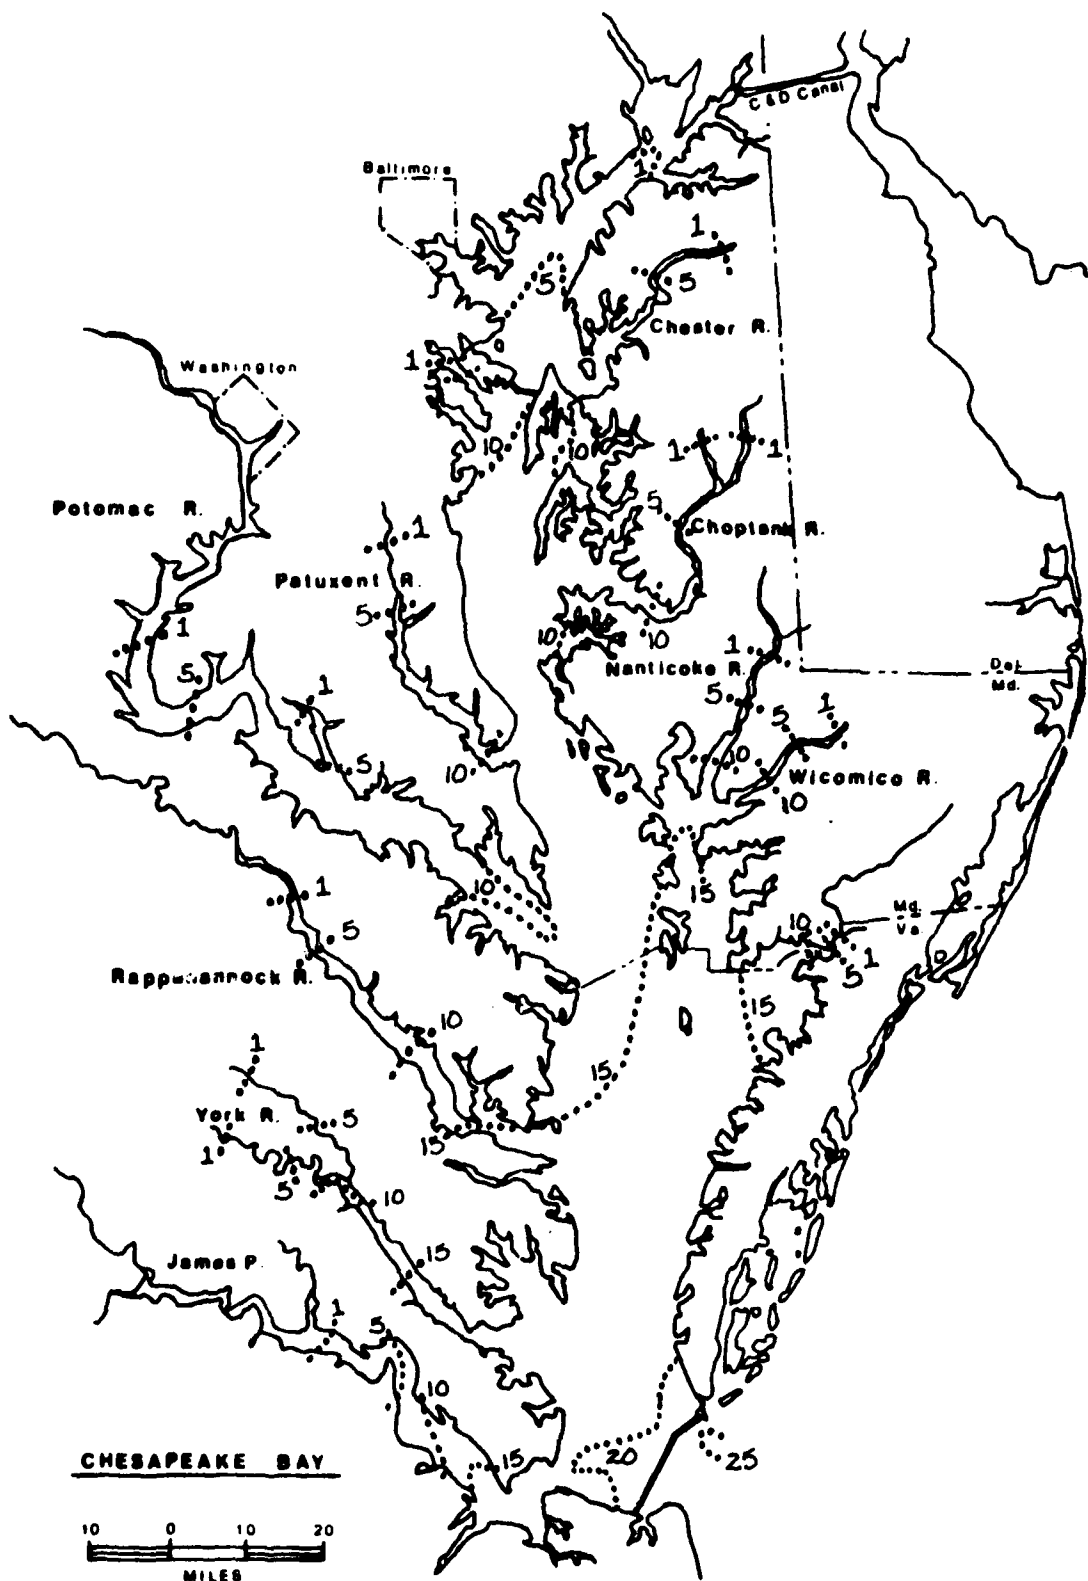 C & D Canal
Baltimore
1
1
5
5
Chester R.
1
Washington
10
10
1
1
Potomac R.
5
Choptank R.
1
Patuxent R.
5
10
10
1
1
Nanticoke R.
Del.
Md.
5
1
5
5
1
10
5
10
Wicomico R.
10
15
10
1
Md.
Va.
10
5
1
5
Rappahannock R.
15
10
1
15
York R.
5
15
1
5
10
James R.
15
1
5
10
15
20
25
CHESAPEAKE BAY
10 0 10 20
MILES